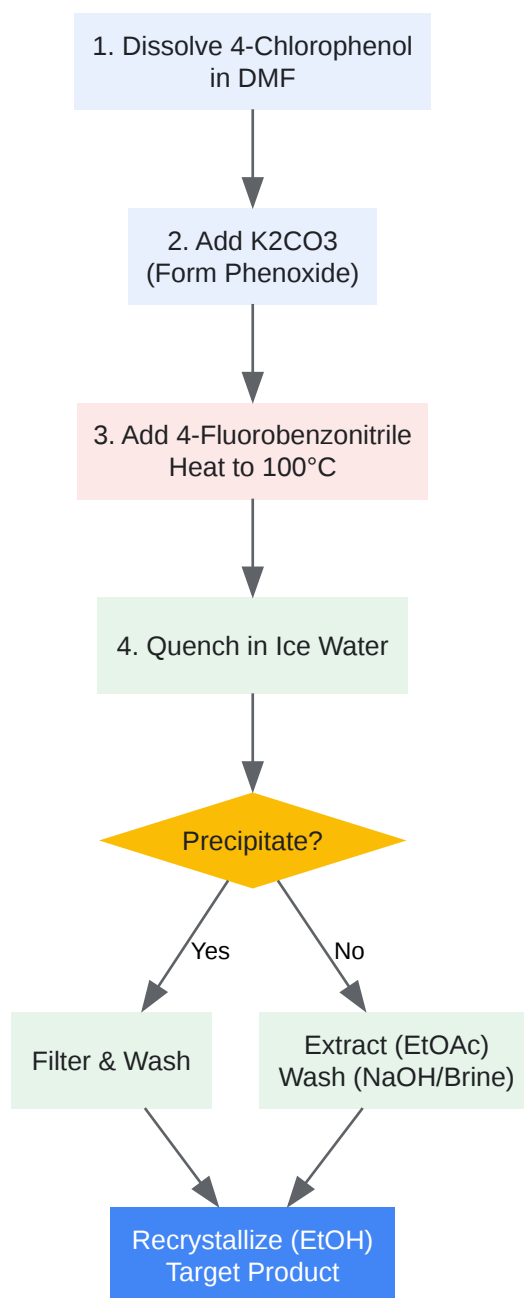 1. Dissolve 4-Chlorophenol
in DMF
2. Add K2CO3
(Form Phenoxide)
3. Add 4-Fluorobenzonitrile
Heat to 100°C
4. Quench in Ice Water
Precipitate?
Yes
No
Filter & Wash
Extract (EtOAc)
Wash (NaOH/Brine)
Recrystallize (EtOH)
Target Product